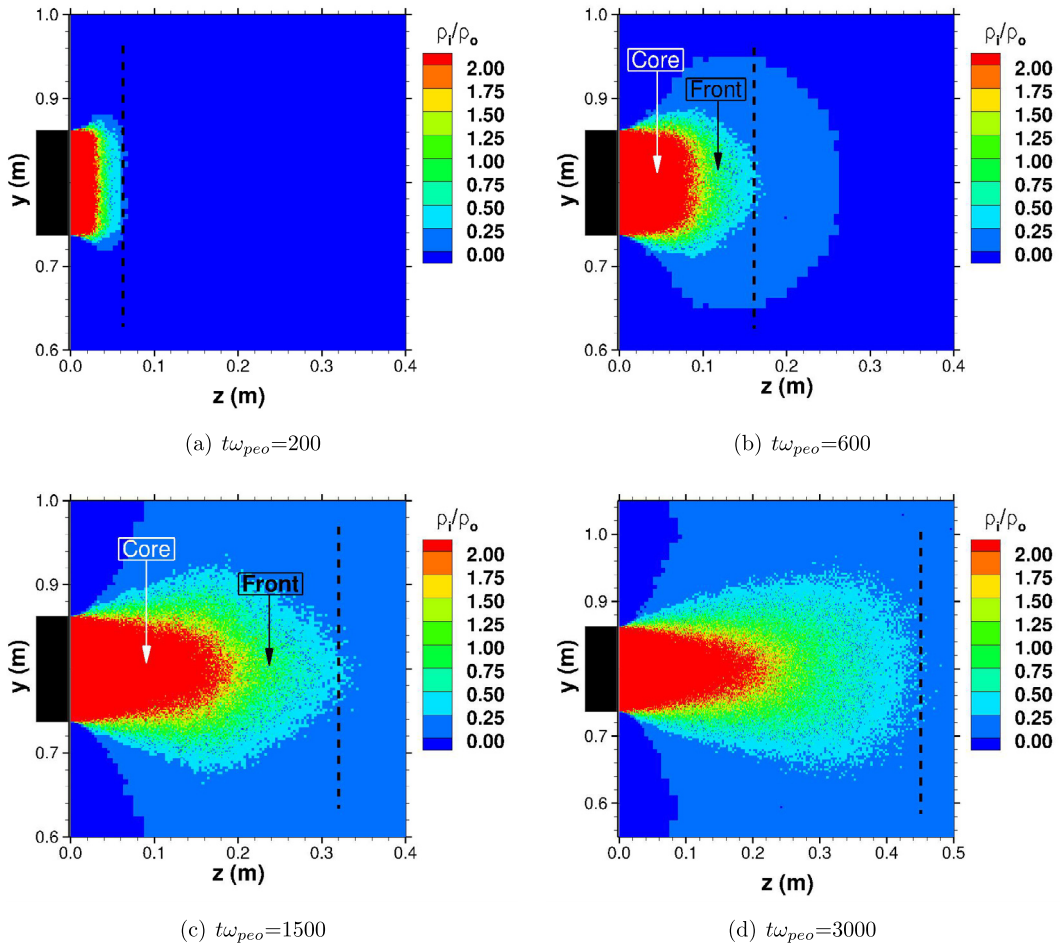 1.0
0.9
0.8
0.7
0.6
y (m)
0.0 0.1 0.2 0.3 0.4
z (m)
ρi/ρo
2.00
1.75
1.50
1.25
1.00
0.75
0.50
0.25
0.00
(a) tωpeo=200
1.0
0.9
0.8
0.7
0.6
y (m)
Core
Front
0.0 0.1 0.2 0.3 0.4
z (m)
ρi/ρo
2.00
1.75
1.50
1.25
1.00
0.75
0.50
0.25
0.00
(b) tωpeo=600
1.0
0.9
0.8
0.7
0.6
y (m)
Core
Front
0.0 0.1 0.2 0.3 0.4
z (m)
ρi/ρo
2.00
1.75
1.50
1.25
1.00
0.75
0.50
0.25
0.00
(c) tωpeo=1500
1.0
0.9
0.8
0.7
0.6
y (m)
0.0 0.1 0.2 0.3 0.4 0.5
z (m)
ρi/ρo
2.00
1.75
1.50
1.25
1.00
0.75
0.50
0.25
0.00
(d) tωpeo=3000